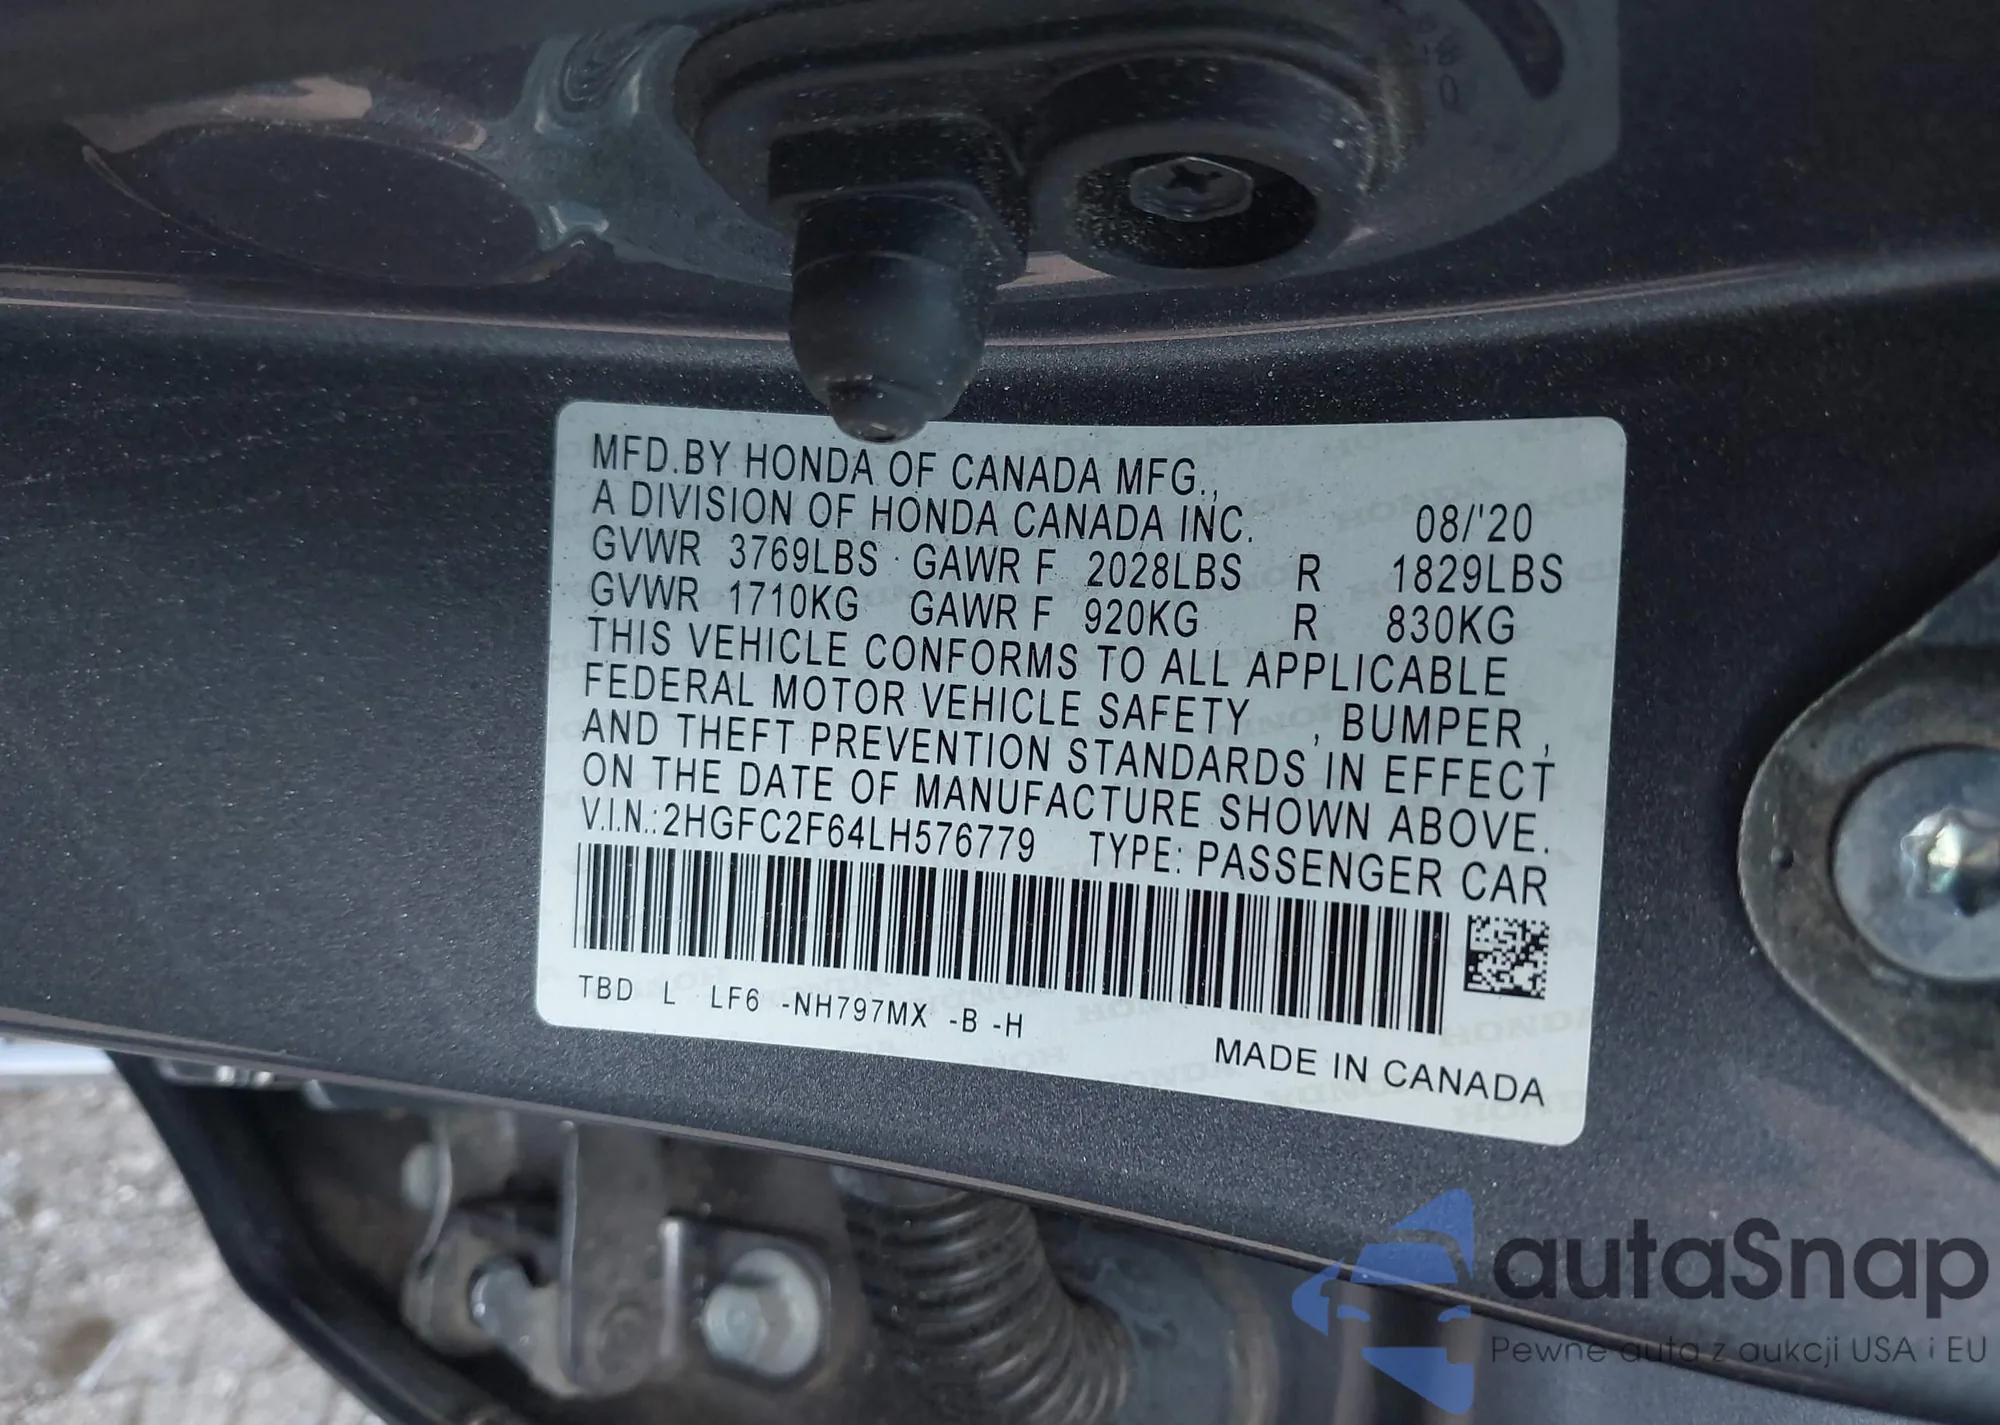 MFD.BY HONDA OF CANADA MFG.,
A DIVISION OF HONDA CANADA INC. 08/'20
GVWR 3769LBS GAWR F 2028LBS R 1829LBS
GVWR 1710KG GAWR F 920KG R 830KG
THIS VEHICLE CONFORMS TO ALL APPLICABLE
FEDERAL MOTOR VEHICLE SAFETY , BUMPER ,
AND THEFT PREVENTION STANDARDS IN EFFECT
ON THE DATE OF MANUFACTURE SHOWN ABOVE.
V.I.N.:2HGFC2F64LH576779 TYPE: PASSENGER CAR
TBD L LF6 -NH797MX -B -H
MADE IN CANADA
autaSnap
Pewne auta z aukcji USA i EU